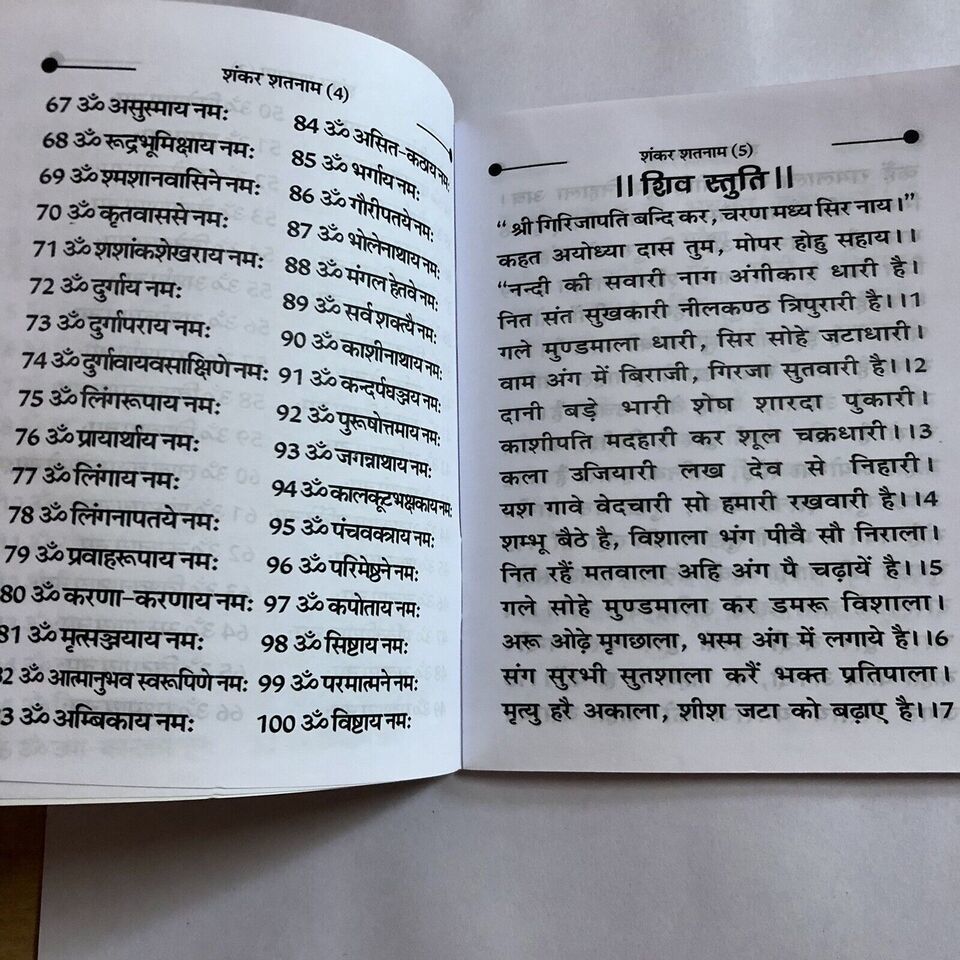 शंकर शतनाम (4)
67 ॐ असुस्माय नमः
68 ॐ रूद्रभूमिक्षाय नमः
69 ॐ श्मशानवासिने नमः
70 ॐ कृतवाससे नमः
71 ॐ शशांकशेखराय नमः
72 ॐ दुर्गाय नमः
73 ॐ दुर्गापराय नमः
74 ॐ दुर्गावायवसाक्षिणे नमः
75 ॐ लिंगरूपाय नमः
76 ॐ प्रायार्थाय नमः
77 ॐ लिंगाय नमः
78 ॐ लिंगनापतये नमः
79 ॐ प्रवाहरूपाय नमः
80 ॐ करणा-करणाय नमः
81 ॐ मृत्सञ्जयाय नमः
82 ॐ आत्मानुभव स्वरूपिणे नमः
3 ॐ अम्बिकाय नमः
84 ॐ असित-कठाय नमः
85 ॐ भर्गाय नमः
86 ॐ गौरीपतये नमः
87 ॐ भोलेनाथाय नमः
88 ॐ मंगल हेतवे नमः
89 ॐ सर्व शक्त्यै नमः
90 ॐ काशीनाथाय नमः
91 ॐ कन्दर्पघञ्जय नमः
92 ॐ पुरूषोत्तमाय नमः
93 ॐ जगन्नाथाय नमः
94 ॐ कालकूटभक्षकाय नमः
95 ॐ पंचवक्त्राय नमः
96 ॐ परिमेष्ठने नमः
97 ॐ कपोताय नमः
98 ॐ सिष्टाय नमः
99 ॐ परमात्मने नमः
100 ॐ विष्टाय नमः
शंकर शतनाम (5)
।।शिव स्तुति।।
“श्री गिरिजापति बन्दि कर, चरण मध्य सिर नाय।”
कहत अयोध्या दास तुम, मोपर होहु सहाय।।
“नन्दी की सवारी नाग अंगीकार धारी है।
नित संत सुखकारी नीलकण्ठ त्रिपुरारी है।।1
गले मुण्डमाला धारी, सिर सोहे जटाधारी।
वाम अंग में बिराजी, गिरजा सुतवारी है।।2
दानी बड़े भारी शेष शारदा पुकारी।
काशीपति मदहारी कर शूल चक्रधारी।।3
कला उजियारी लख देव से निहारी।
यश गावे वेदचारी सो हमारी रखवारी है।।4
शम्भू बैठे है, विशाला भंग पीवै सौ निराला।
नित रहैं मतवाला अहि अंग पै चढ़ायें है।।5
गले सोहे मुण्डमाला कर डमरू विशाला।
अरू ओढ़े मृगछाला, भस्म अंग में लगाये है।।6
संग सुरभी सुतशाला करैं भक्त प्रतिपाला।
मृत्यु हरै अकाला, शीश जटा को बढ़ाए है।।7